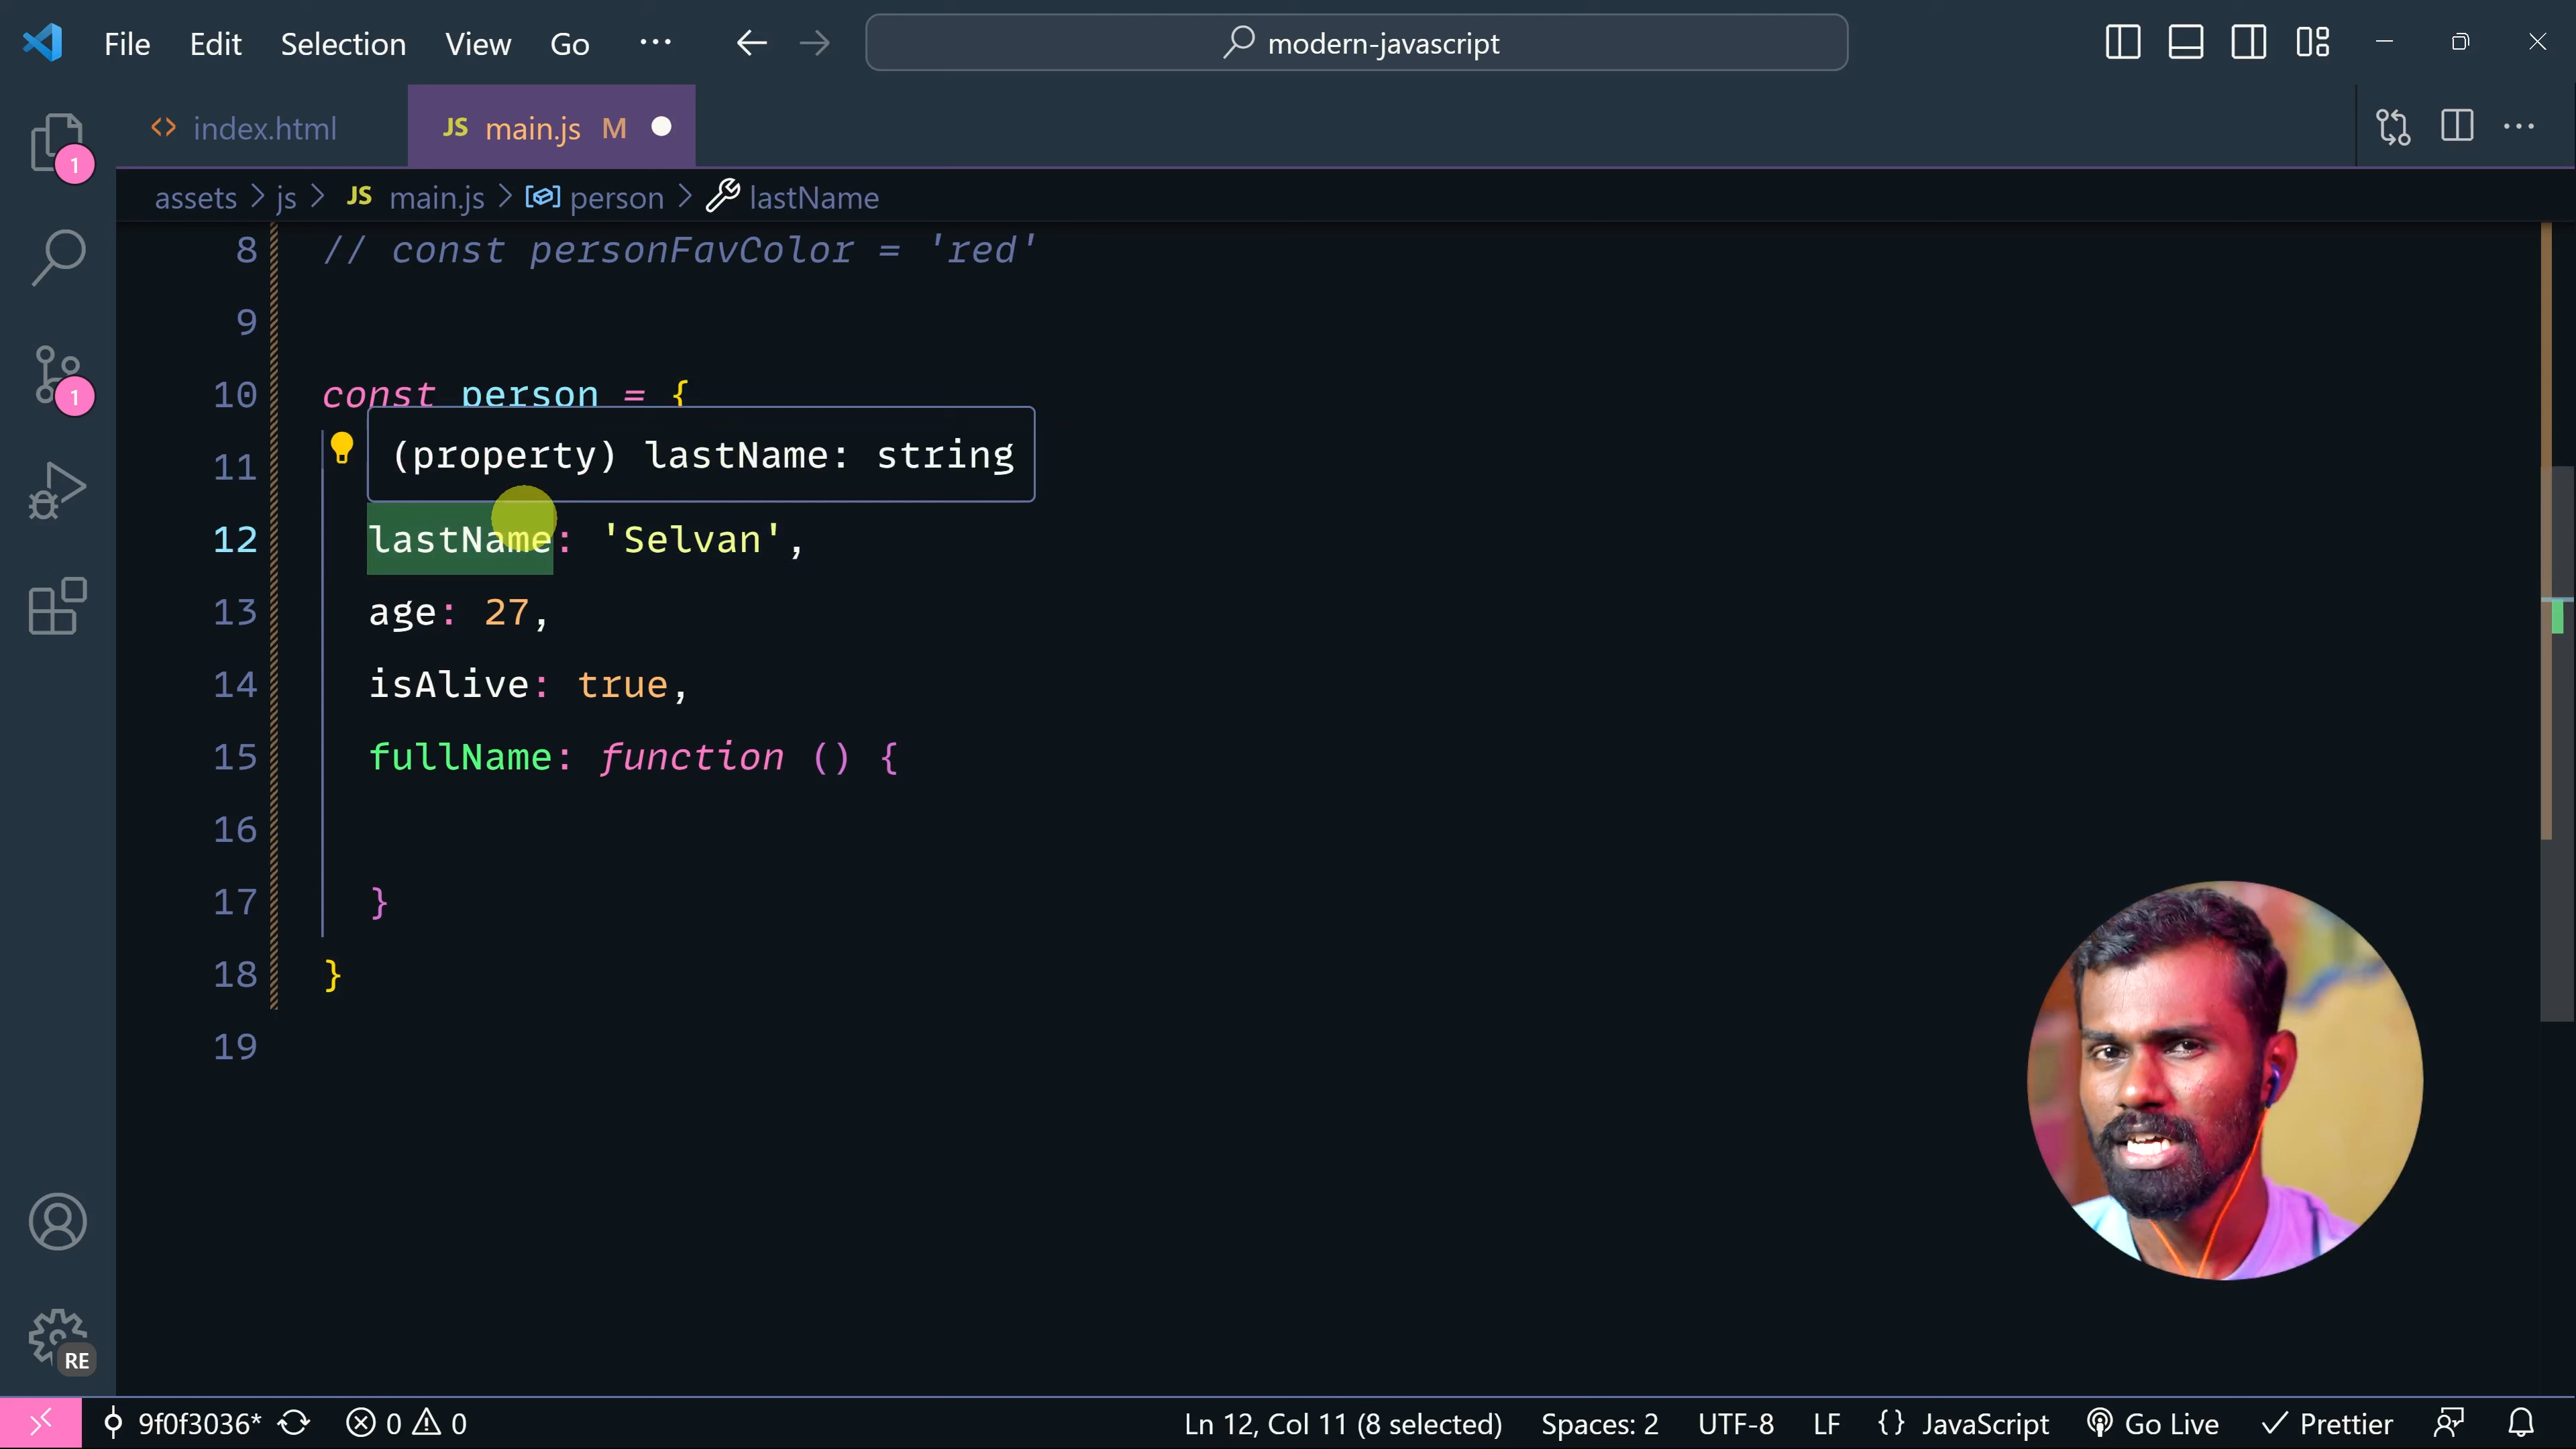 File Edit Selection View Go ··· modern-javascript
index.html JS main.js M
assets > js > JS main.js > person > lastName
8 // const personFavColor = 'red'
9
10 const person = {
(property) lastName: string
11
12 lastName: 'Selvan',
13 age: 27,
14 isAlive: true,
15 fullName: function () {
16
17 }
18 }
19
1
1
RE
9f0f3036* 0 0 Ln 12, Col 11 (8 selected) Spaces: 2 UTF-8 LF {} JavaScript Go Live Prettier